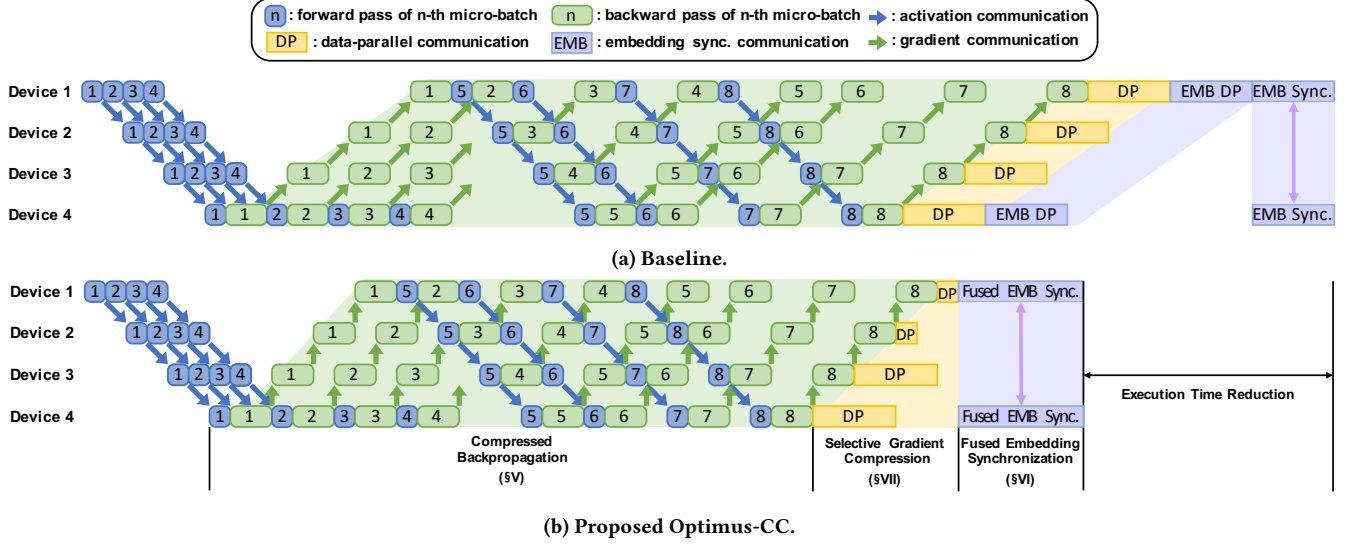 n : forward pass of n-th micro-batch n : backward pass of n-th micro-batch : activation communication
DP : data-parallel communication EMB : embedding sync. communication : gradient communication
Device 1 1 2 3 4 1 5 2 6 3 7 4 8 5 6 7 8 DP EMB DP EMB Sync.
Device 2 1 2 3 4 1 2 5 3 6 4 7 5 8 6 7 8 DP
Device 3 1 2 3 4 1 2 3 5 4 6 5 7 6 8 7 8 DP
Device 4 1 1 2 2 3 3 4 4 5 5 6 6 7 7 8 8 DP EMB DP EMB Sync.
(a) Baseline.
Device 1 1 2 3 4 1 5 2 6 3 7 4 8 5 6 7 8 DP Fused EMB Sync.
Device 2 1 2 3 4 1 2 5 3 6 4 7 5 8 6 7 8 DP
Device 3 1 2 3 4 1 2 3 5 4 6 5 7 6 8 7 8 DP
Execution Time Reduction
Device 4 1 1 2 2 3 3 4 4 5 5 6 6 7 7 8 8 DP Fused EMB Sync.
Compressed
Backpropagation
(§V)
Selective Gradient
Compression
(§VII)
Fused Embedding
Synchronization
(§VI)
(b) Proposed Optimus-CC.